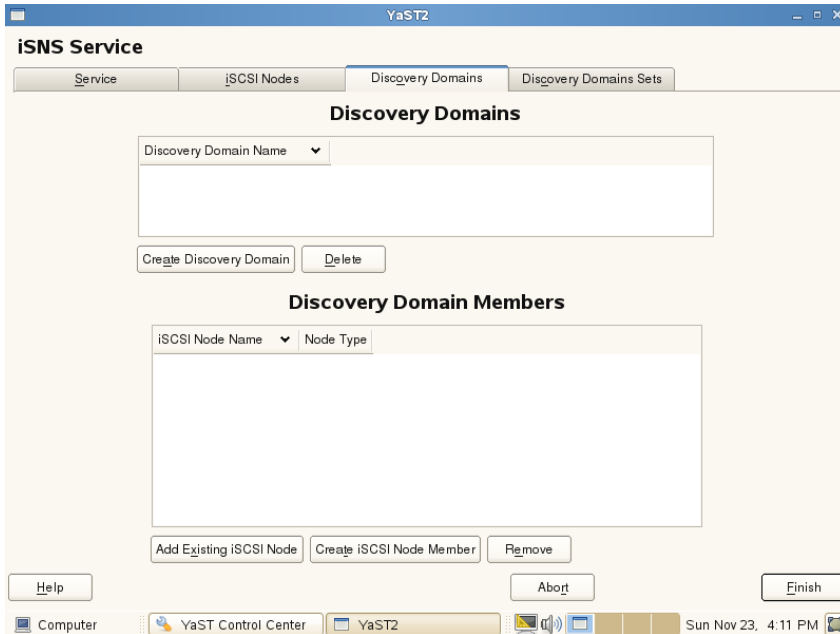 YaST2
iSNS Service
Service iSCSI Nodes Discovery Domains Discovery Domains Sets
Discovery Domains
Discovery Domain Name
Create Discovery Domain Delete
Discovery Domain Members
iSCSI Node Name Node Type
Add Existing iSCSI Node Create iSCSI Node Member Remove
Help Abort Finish
Computer YaST Control Center YaST2 Sun Nov 23, 4:11 PM